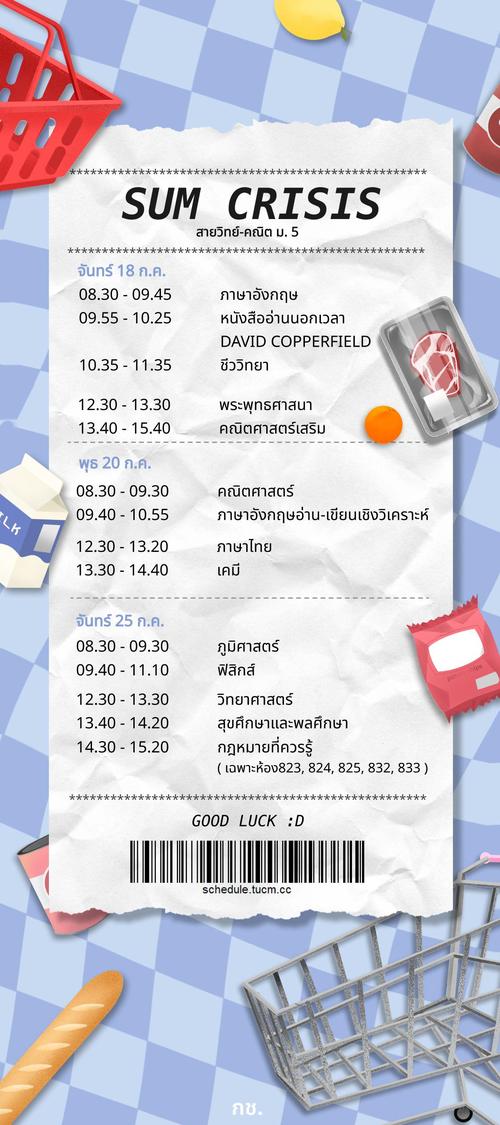 ******************************************************
SUM CRISIS
สายวิทย์-คณิต ม. 5
******************************************************
จันทร์ 18 ก.ค.
08.30 - 09.45 ภาษาอังกฤษ
09.55 - 10.25 หนังสืออ่านนอกเวลา
DAVID COPPERFIELD
10.35 - 11.35 ชีววิทยา
12.30 - 13.30 พระพุทธศาสนา
13.40 - 15.40 คณิตศาสตร์เสริม
พุธ 20 ก.ค.
08.30 - 09.30 คณิตศาสตร์
09.40 - 10.55 ภาษาอังกฤษอ่าน-เขียนเชิงวิเคราะห์
12.30 - 13.20 ภาษาไทย
13.30 - 14.40 เคมี
จันทร์ 25 ก.ค.
08.30 - 09.30 ภูมิศาสตร์
09.40 - 11.10 ฟิสิกส์
12.30 - 13.30 วิทยาศาสตร์
13.40 - 14.20 สุขศึกษาและพลศึกษา
14.30 - 15.20 กฎหมายที่ควรรู้
( เฉพาะห้อง823, 824, 825, 832, 833 )
******************************************************
GOOD LUCK :D
schedule.tucm.cc
กช.